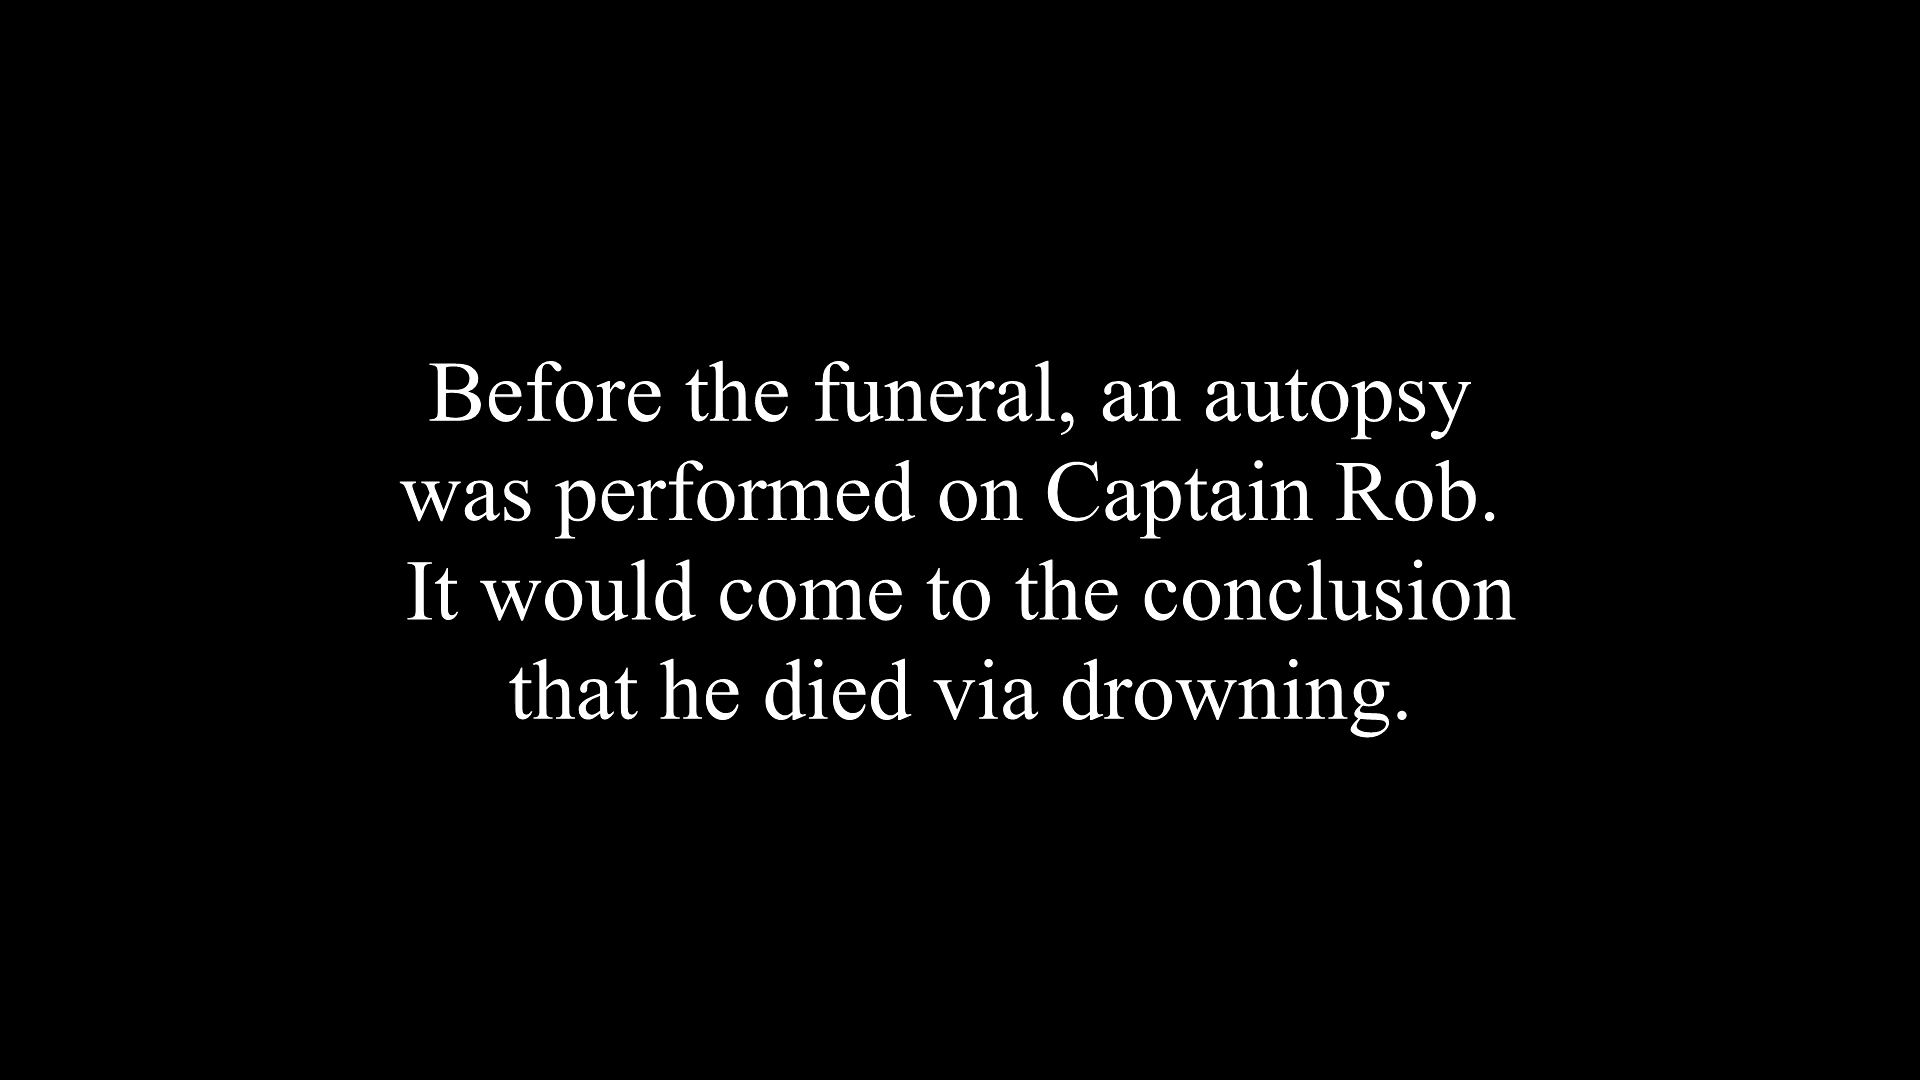 Before the funeral, an autopsy
was performed on Captain Rob.
It would come to the conclusion
that he died via drowning.